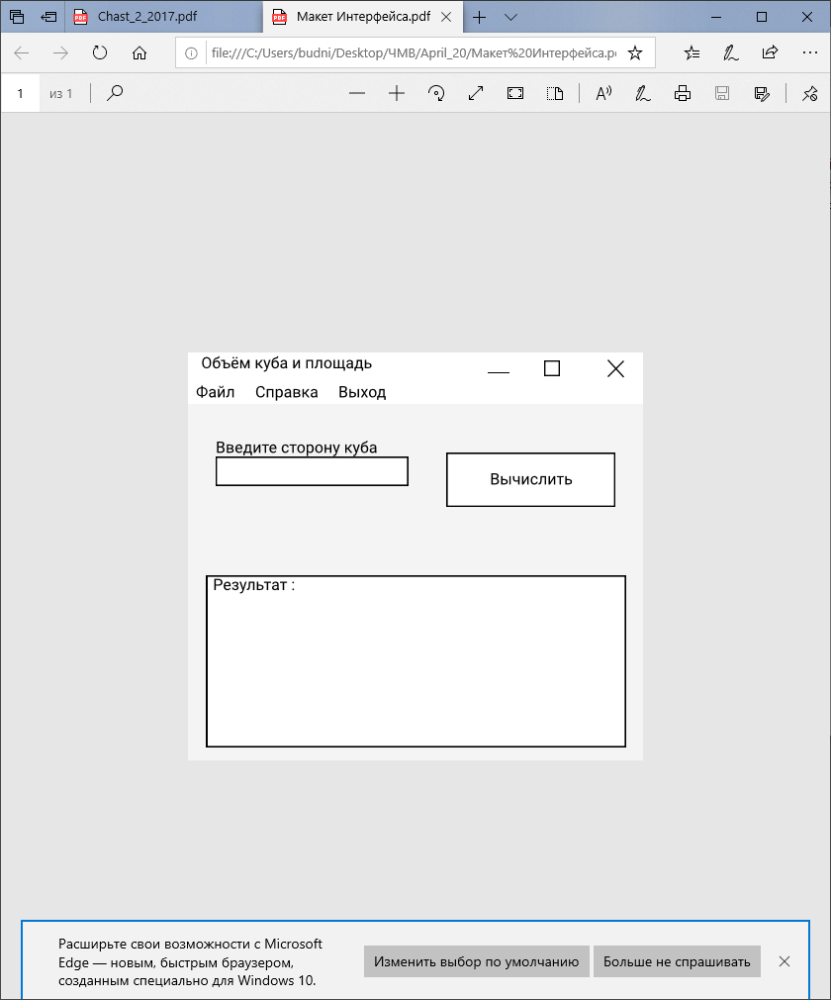 Chast_2_2017.pdf
Макет Интерфейса.pdf
file:///C:/Users/budni/Desktop/ЧМВ/April_20/Макет%20Интерфейса.pd
1
из 1
Объём куба и площадь
Файл Справка Выход
Введите сторону куба
Вычислить
Результат :
Расширьте свои возможности с Microsoft
Edge — новым, быстрым браузером,
созданным специально для Windows 10.
Изменить выбор по умолчанию
Больше не спрашивать